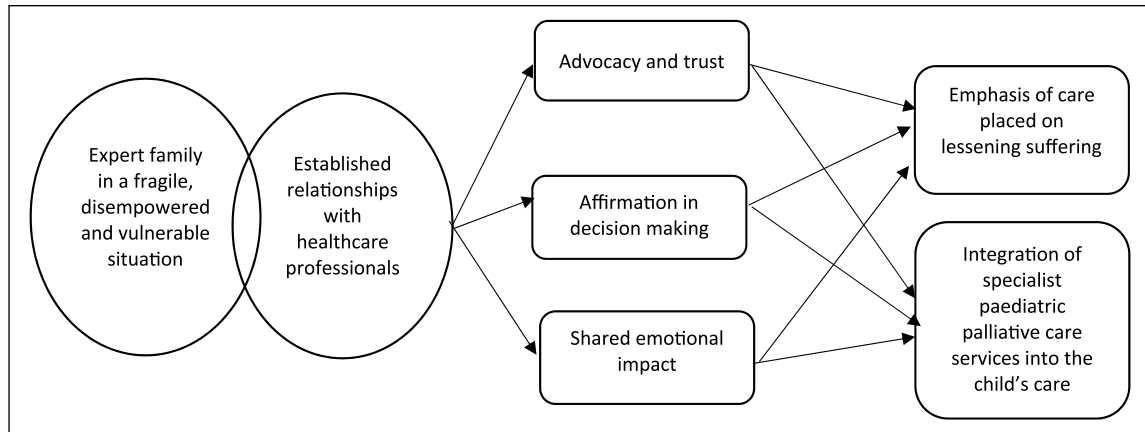 Expert family
in a fragile,
disempowered
and vulnerable
situation
Established
relationships
with
healthcare
professionals
Advocacy and trust
Affirmation in
decision making
Shared emotional
impact
Emphasis of care
placed on
lessening suffering
Integration of
specialist
paediatric
palliative care
services into the
child’s care